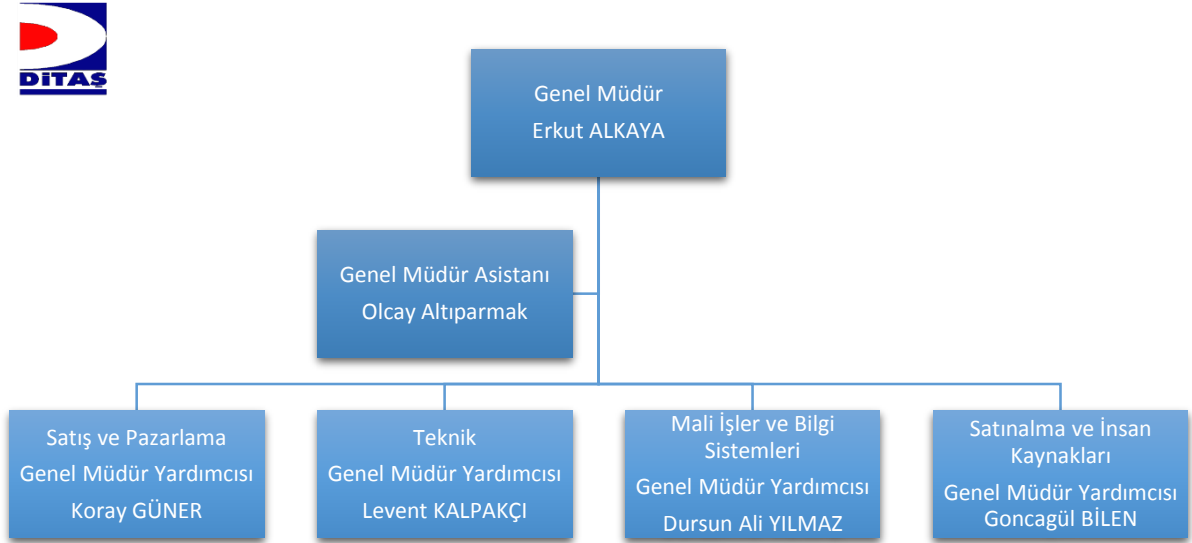 DİTAŞ
Genel Müdür
Erkut ALKAYA
Genel Müdür Asistanı
Olcay Altıparmak
Satış ve Pazarlama
Genel Müdür Yardımcısı
Koray GÜNER
Teknik
Genel Müdür Yardımcısı
Levent KALPAKÇI
Mali İşler ve Bilgi
Sistemleri
Genel Müdür Yardımcısı
Dursun Ali YILMAZ
Satınalma ve İnsan
Kaynakları
Genel Müdür Yardımcısı
Goncagül BİLEN